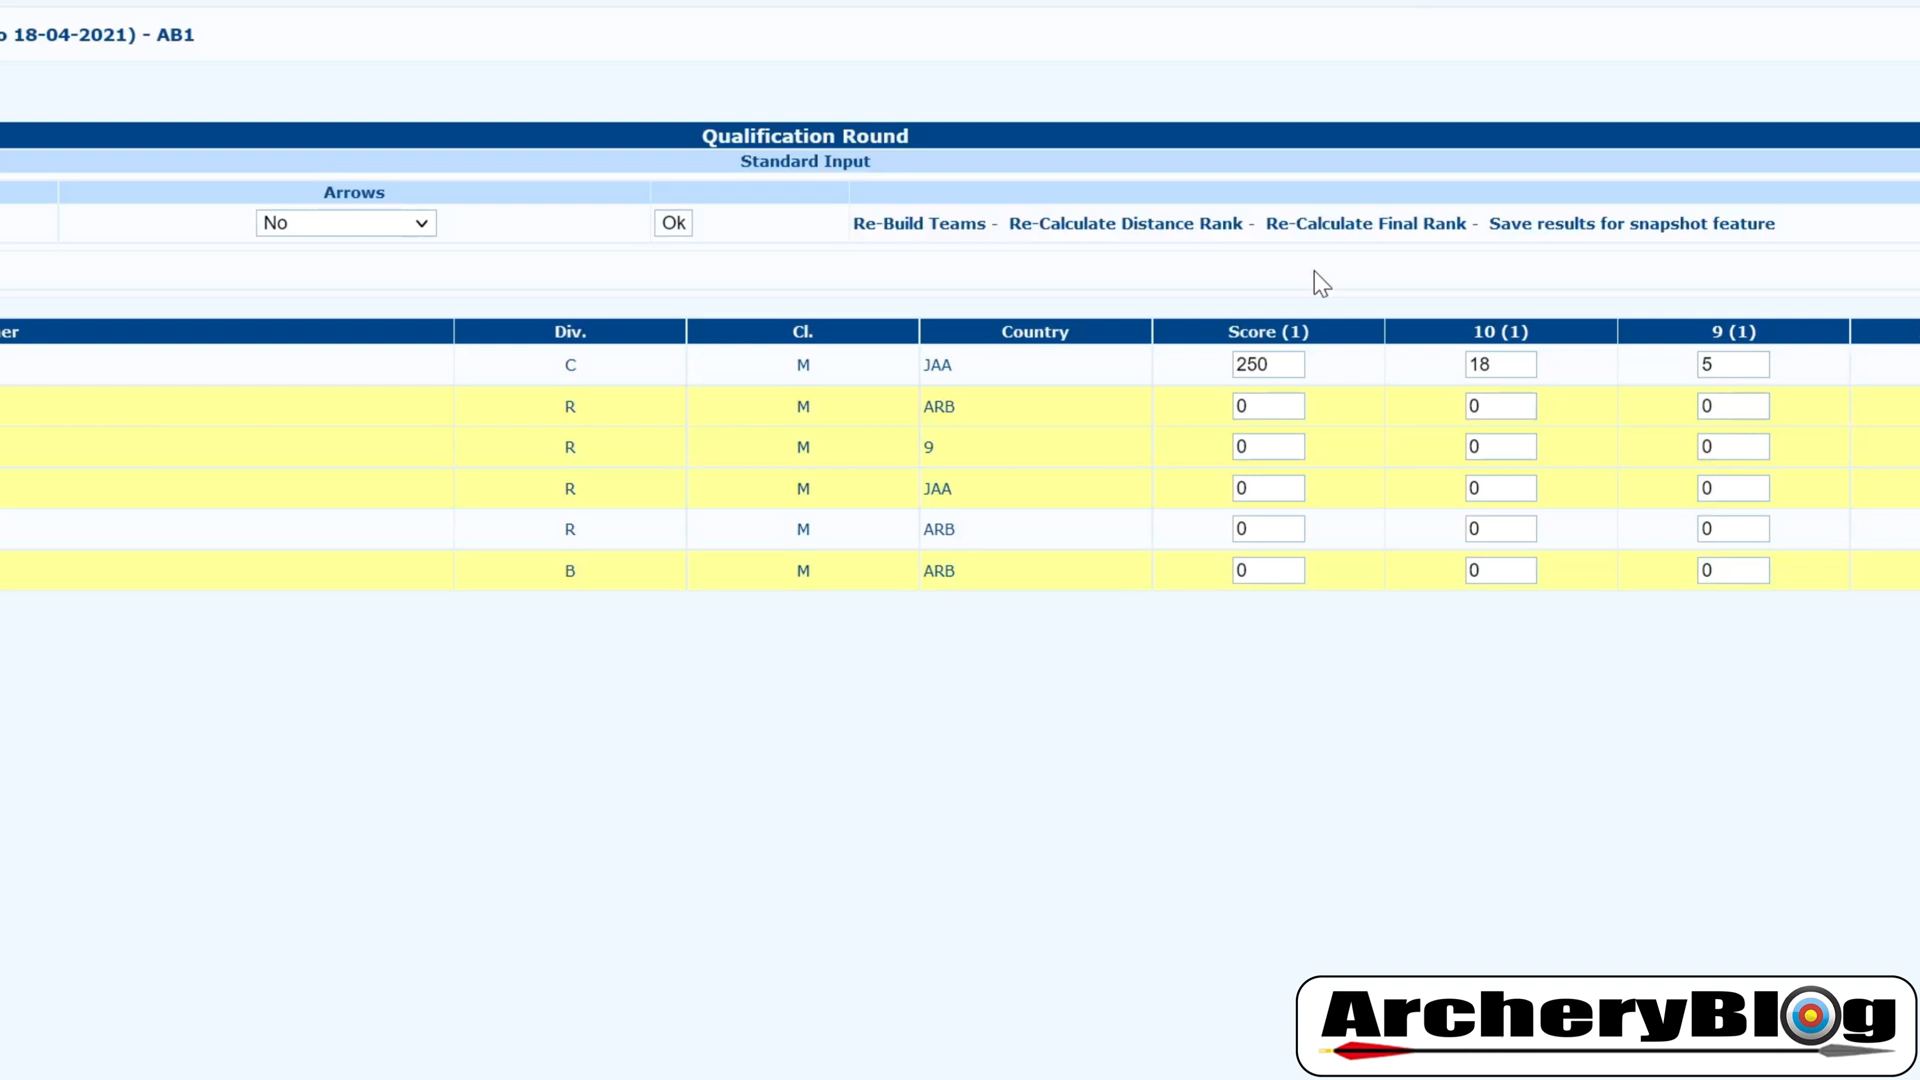 o 18-04-2021) - AB1
Qualification Round
Standard Input
Arrows
No Ok Re-Build Teams - Re-Calculate Distance Rank - Re-Calculate Final Rank - Save results for snapshot feature
er Div. Cl. Country Score (1) 10 (1) 9 (1)
C M JAA 250 18 5
R M ARB 0 0 0
R M 9 0 0 0
R M JAA 0 0 0
R M ARB 0 0 0
B M ARB 0 0 0
ArcheryBlog